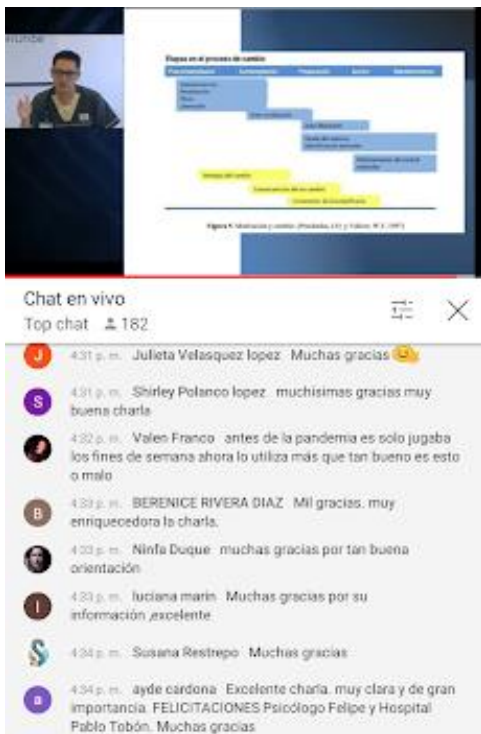 Etapas en el proceso de cambio
Chat en vivo
Top chat 182
J 4:31 p. m. Julieta Velasquez lopez Muchas gracias
S 4:31 p. m. Shirley Polanco lopez muchisimas gracias muy
buena charla
4:32 p. m. Valen Franco antes de la pandemia es solo jugaba
los fines de semana ahora lo utiliza más que tan bueno es esto
o malo
B 4:33 p. m. BERENICE RIVERA DIAZ Mil gracias. muy
enriquecedora la charla.
4:33 p. m. Ninfa Duque muchas gracias por tan buena
orientación
l 4:33 p. m. luciana marin Muchas gracias por su
información ,excelente
4:34 p. m. Susana Restrepo Muchas gracias
a 4:34 p. m. ayde cardona Excelente charla. muy clara y de gran
importancia. FELICITACIONES Psicólogo Felipe y Hospital
Pablo Tobón. Muchas gracias